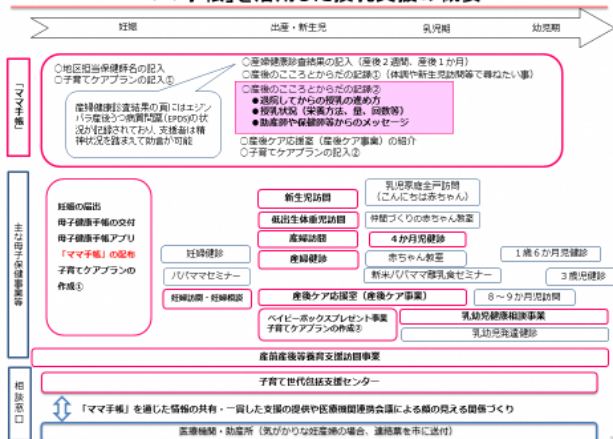 ママ手帳」を活用した授乳支援の概要
妊娠
出産・新生児
乳児期
幼児期
「ママ手帳」
○地区担当保健師名の記入
○子育てケアプランの記入①
産婦健康診査結果の頁にはエジン
バラ産後うつ病質問票(EPDS)の状
況が記録されており、支援者は精
神状況を踏まえて助言が可能
○産婦健康診査結果の記入（産後２週間、産後１か月）
○産後のこころとからだの記録①（体調や新生児訪問等で尋ねたい事）
○産後のこころとからだの記録②
●退院してからの授乳の進め方
●授乳状況（栄養方法、量、回数等）
●助産師や保健師等からのメッセージ
○産後ケア応援室（産後ケア事業）の紹介
○子育てケアプランの記入②
主な母子保健事業等
妊娠の届出
母子健康手帳の交付
母子健康手帳アプリ
「ママ手帳」の配布
子育てケアプランの
作成①
妊婦健診
パパママセミナー
妊婦訪問・妊婦相談
新生児訪問
低出生体重児訪問
産婦訪問
産婦健診
産後ケア応援室（産後ケア事業）
ベイビーボックスプレゼント事業
子育てケアプランの作成②
乳児家庭全戸訪問
（こんにちは赤ちゃん）
仲間づくりの赤ちゃん教室
４か月児健診
赤ちゃん教室
新米パパママ離乳食セミナー
１歳６か月児健診
３歳児健診
８～９か月児訪問
乳幼児健康相談事業
乳幼児発達健診
産前産後等養育支援訪問事業
相談窓口
子育て世代包括支援センター
「ママ手帳」を通じた情報の共有・一貫した支援の提供や医療機関連携会議による顔の見える関係づくり
医療機関・助産所（気がかりな妊産婦の場合、連絡票を市に送付）